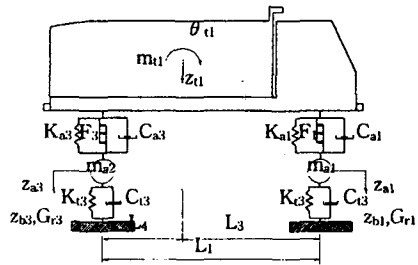 θt1
mt1
zt1
Ka3 F3 Ca3
Ka1 F1 Ca1
ma2
ma1
za3
za1
Kt3 Ct3
Kt3 Ct3
zb3,Gr3
zb1,Gr1
L4
L3
L1